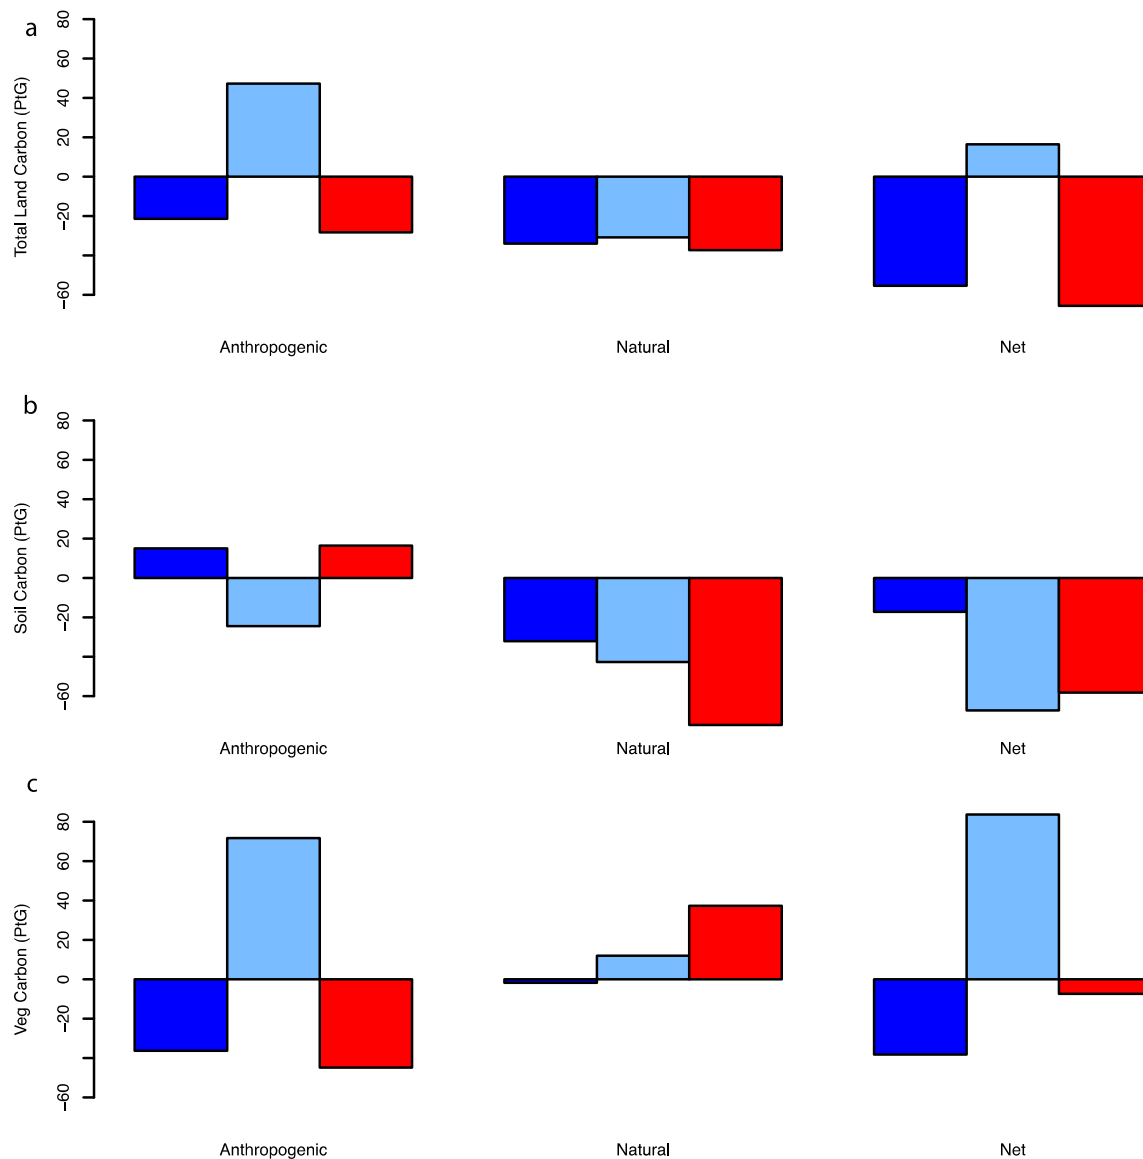 a
Total Land Carbon (PtG)
80
60
40
20
0
−20
−60
Anthropogenic Natural Net
b
Soil Carbon (PtG)
80
60
40
20
0
−20
−60
Anthropogenic Natural Net
c
Veg Carbon (PtG)
80
60
40
20
0
−20
−60
Anthropogenic Natural Net